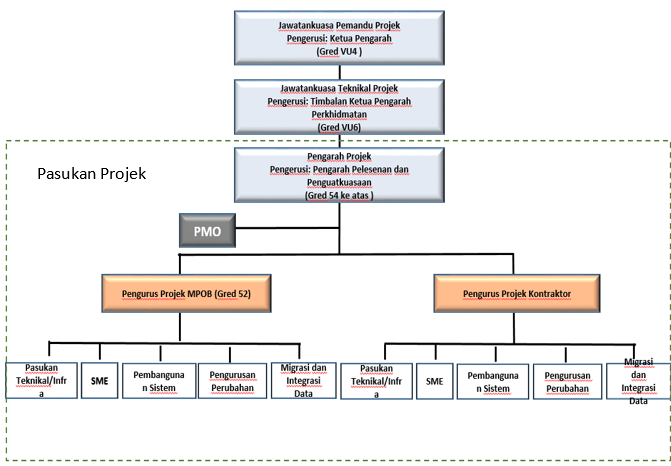 Jawatankuasa Pemandu Projek
Pengerusi: Ketua Pengarah
(Gred VU4 )
Jawatankuasa Teknikal Projek
Pengerusi: Timbalan Ketua Pengarah
Perkhidmatan
(Gred VU6)
Pasukan Projek
Pengarah Projek
Pengerusi: Pengarah Pelesenan dan
Penguatkuasaan
(Gred 54 ke atas )
PMO
Pengurus Projek MPOB (Gred 52)
Pengurus Projek Kontraktor
Pasukan
Teknikal/Infr
a
SME
Pembanguna
n Sistem
Pengurusan
Perubahan
Migrasi dan
Integrasi
Data
Pasukan
Teknikal/Infr
a
SME
Pembanguna
n Sistem
Pengurusan
Perubahan
Migrasi
dan
Integrasi
Data